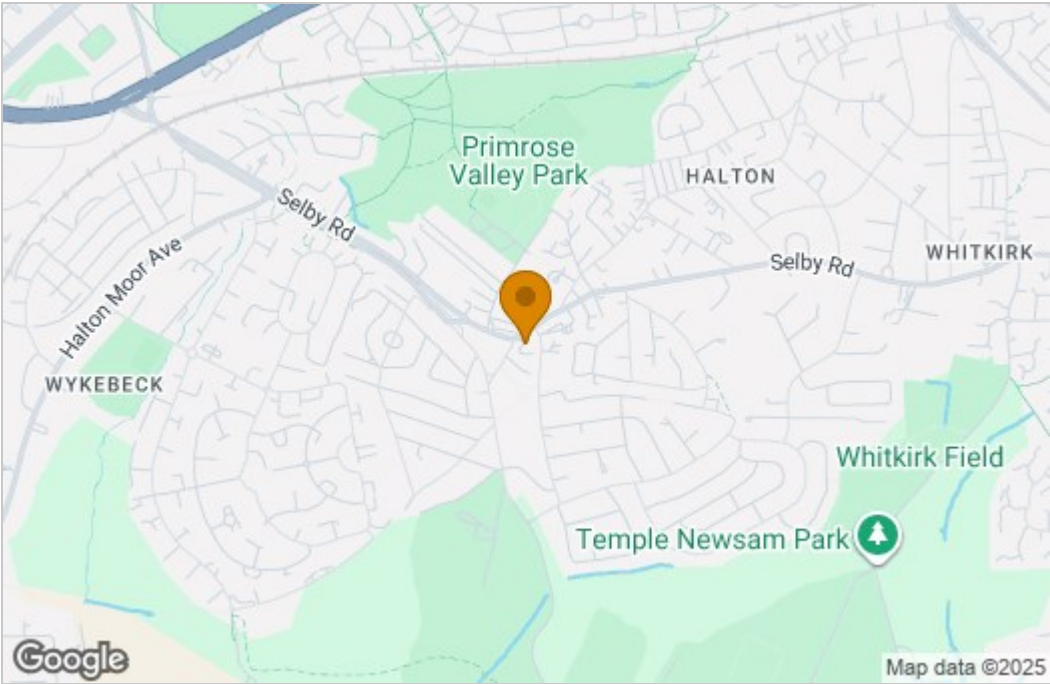 Primrose
Valley Park
HALTON
Selby Rd
WHITKIRK
Selby Rd
Halton Moor Ave
WYKEBECK
Whitkirk Field
Temple Newsam Park
Google
Map data ©2025